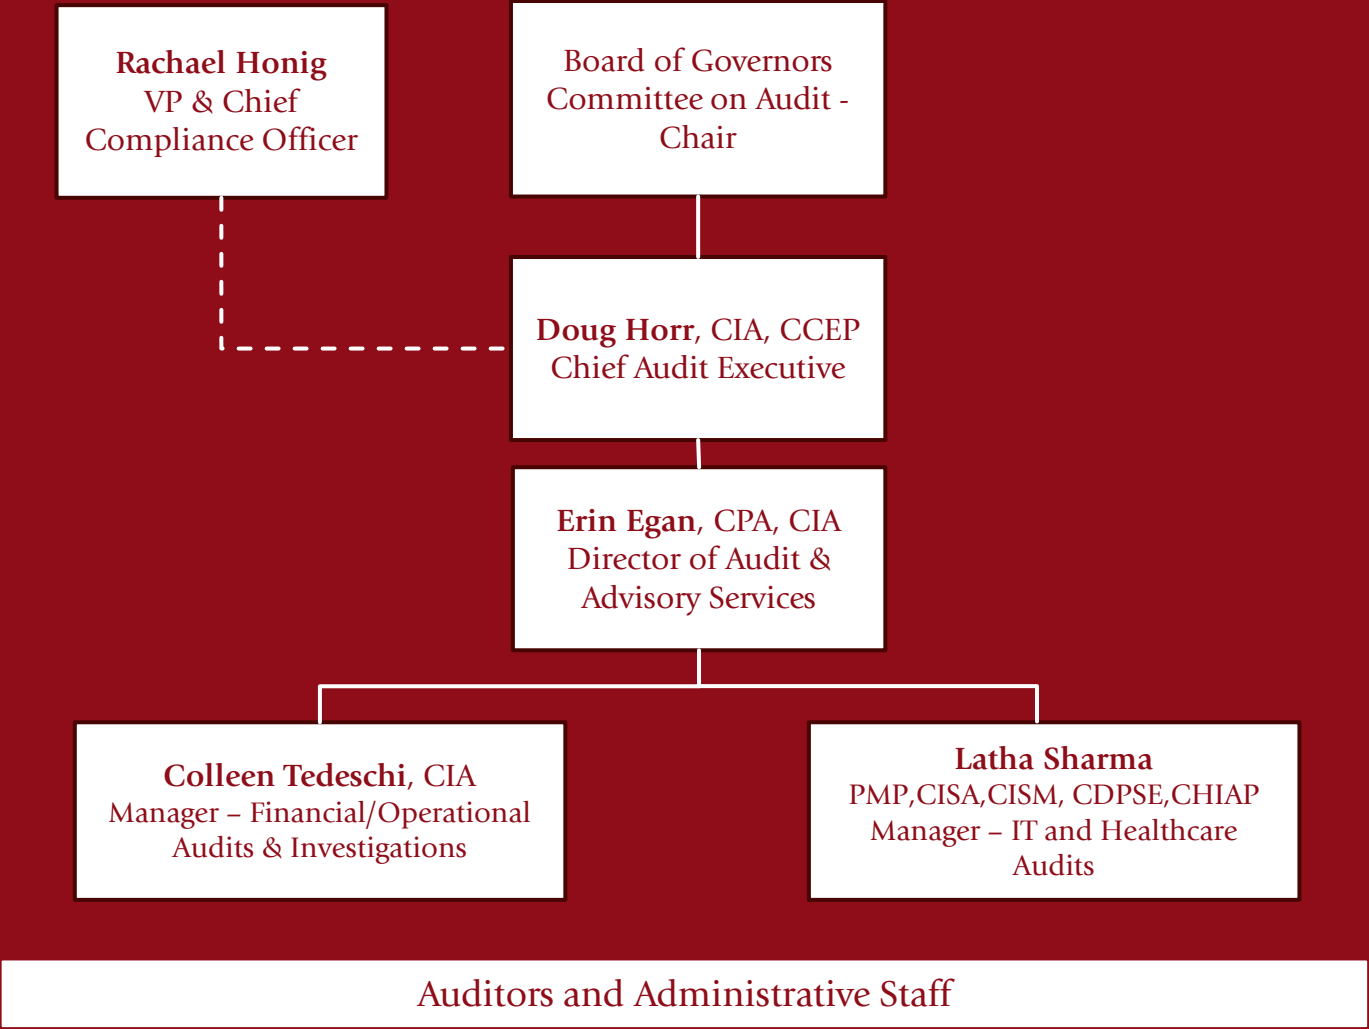 Rachael Honig
VP & Chief
Compliance Officer
Board of Governors
Committee on Audit -
Chair
Doug Horr, CIA, CCEP
Chief Audit Executive
Erin Egan, CPA, CIA
Director of Audit &
Advisory Services
Colleen Tedeschi, CIA
Manager – Financial/Operational
Audits & Investigations
Latha Sharma
PMP,CISA,CISM, CDPSE,CHIAP
Manager – IT and Healthcare
Audits
Auditors and Administrative Staff